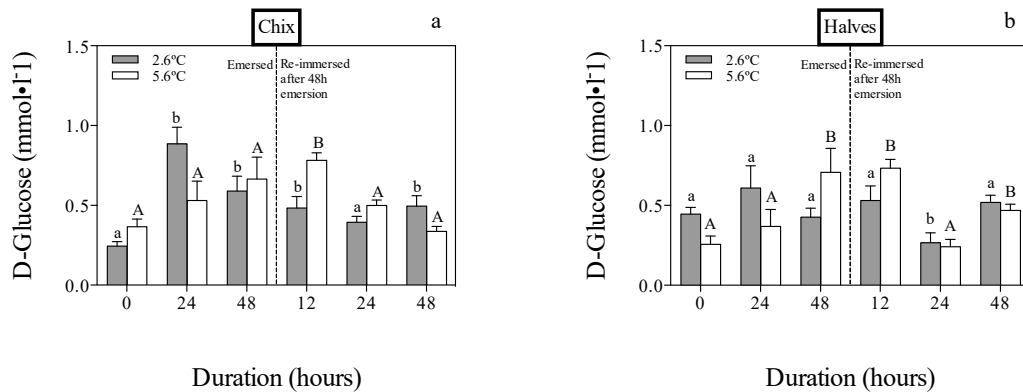 Chix
a
D-Glucose (mmol•l-1)
1.5
1.0
0.5
0.0
2.6ºC
5.6ºC
Emersed
Re-immersed
after 48h
emersion
a A b A b A b B a A b A
0 24 48 12 24 48
Duration (hours)
Halves
b
D-Glucose (mmol•l-1)
1.5
1.0
0.5
0.0
2.6ºC
5.6ºC
Emersed
Re-immersed
after 48h
emersion
a A a A a B a B b A a B
0 24 48 12 24 48
Duration (hours)